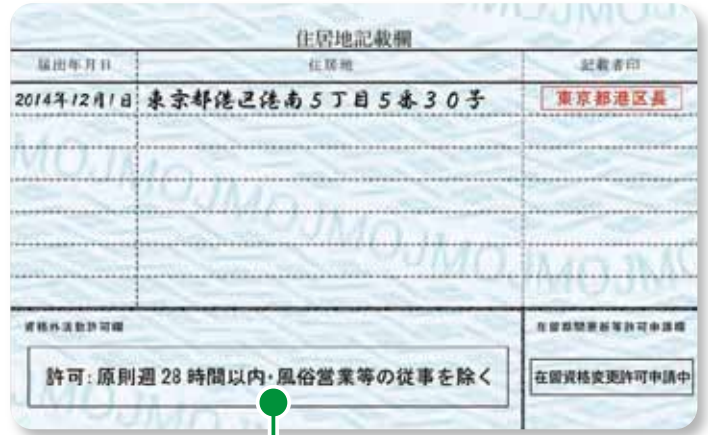 住居地記載欄
届出年月日 住居地 記載者印
2014年12月1日 東京都港区港南5丁目5番30号 東京都港区長
MOJMOJMOJMOJMOJ
資格外活動許可欄 在留期間更新等許可申請欄
許可:原則週28時間以内・風俗営業等の従事を除く 在留資格変更許可申請中